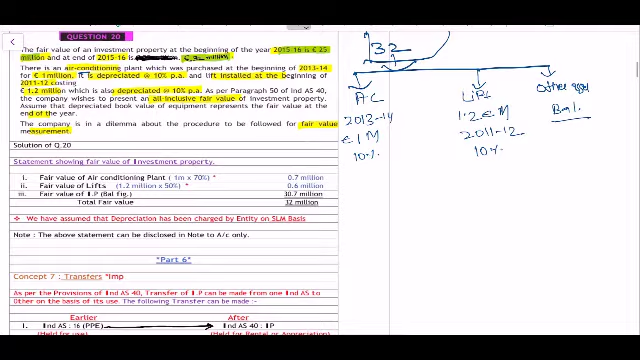 QUESTION 20
The fair value of an investment property at the beginning of the year 2015-16 is € 25
million and at end of 2015-16 is
There is an air-conditioning plant which was purchased at the beginning of 2013-14
for € 1million, It is depreciated @ 10% p.a. and lift installed at the beginning of
2011-12 costing
€ 1.2 million which is also depreciated @ 10% p.a. As per Paragraph 50 of Ind AS 40,
the company wishes to present an all-inclusive fair value of investment property.
Assume that depreciated book value of equipment represents the fair value at the
end of the year.
The company is in a dilemma about the procedure to be followed for fair value
measurement.
Solution of Q.20
Statement showing fair value of Investment property.
i. Fair value of Air conditioning Plant (1m x 70%) 0.7 million
ii. Fair value of Lifts (1.2 million x 50%) 0.6 million
iii. Fair value of I.P (Bal fig.) 30.7 million
Total Fair value 32 million
* We have assumed that Depreciation has been charged by Entity on SLM Basis
Note : The above statement can be disclosed in Note to A/c only.
*Part 6*
Concept 7 : Transfers *Imp
As per the Provisions of Ind AS 40, Transfer of I.P can be made from one Ind AS to
Other on the basis of its use. The following Transfer can be made :-
Earlier After
I. Ind AS : 16 (PPE) Ind AS 40 : IP
(Held for use) (Held for Rental or Appreciation)
32
A·C
2013-14
€ 1 M
10%
Lift
1.2 € M
2011-12
10%
Other
Bal.